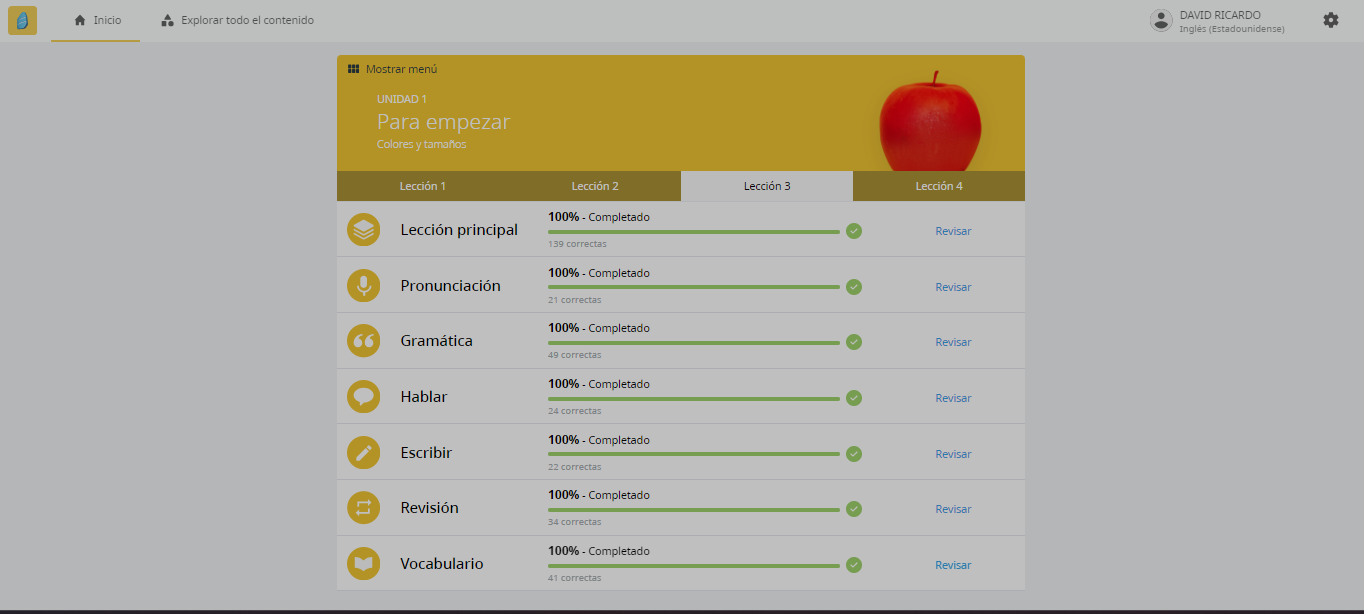 Inicio
Explorar todo el contenido
DAVID RICARDO
Inglés (Estadounidense)
Mostrar menú
UNIDAD 1
Para empezar
Colores y tamaños
Lección 1
Lección 2
Lección 3
Lección 4
Lección principal
100% - Completado
139 correctas
Revisar
Pronunciación
100% - Completado
21 correctas
Revisar
Gramática
100% - Completado
49 correctas
Revisar
Hablar
100% - Completado
24 correctas
Revisar
Escribir
100% - Completado
22 correctas
Revisar
Revisión
100% - Completado
34 correctas
Revisar
Vocabulario
100% - Completado
41 correctas
Revisar